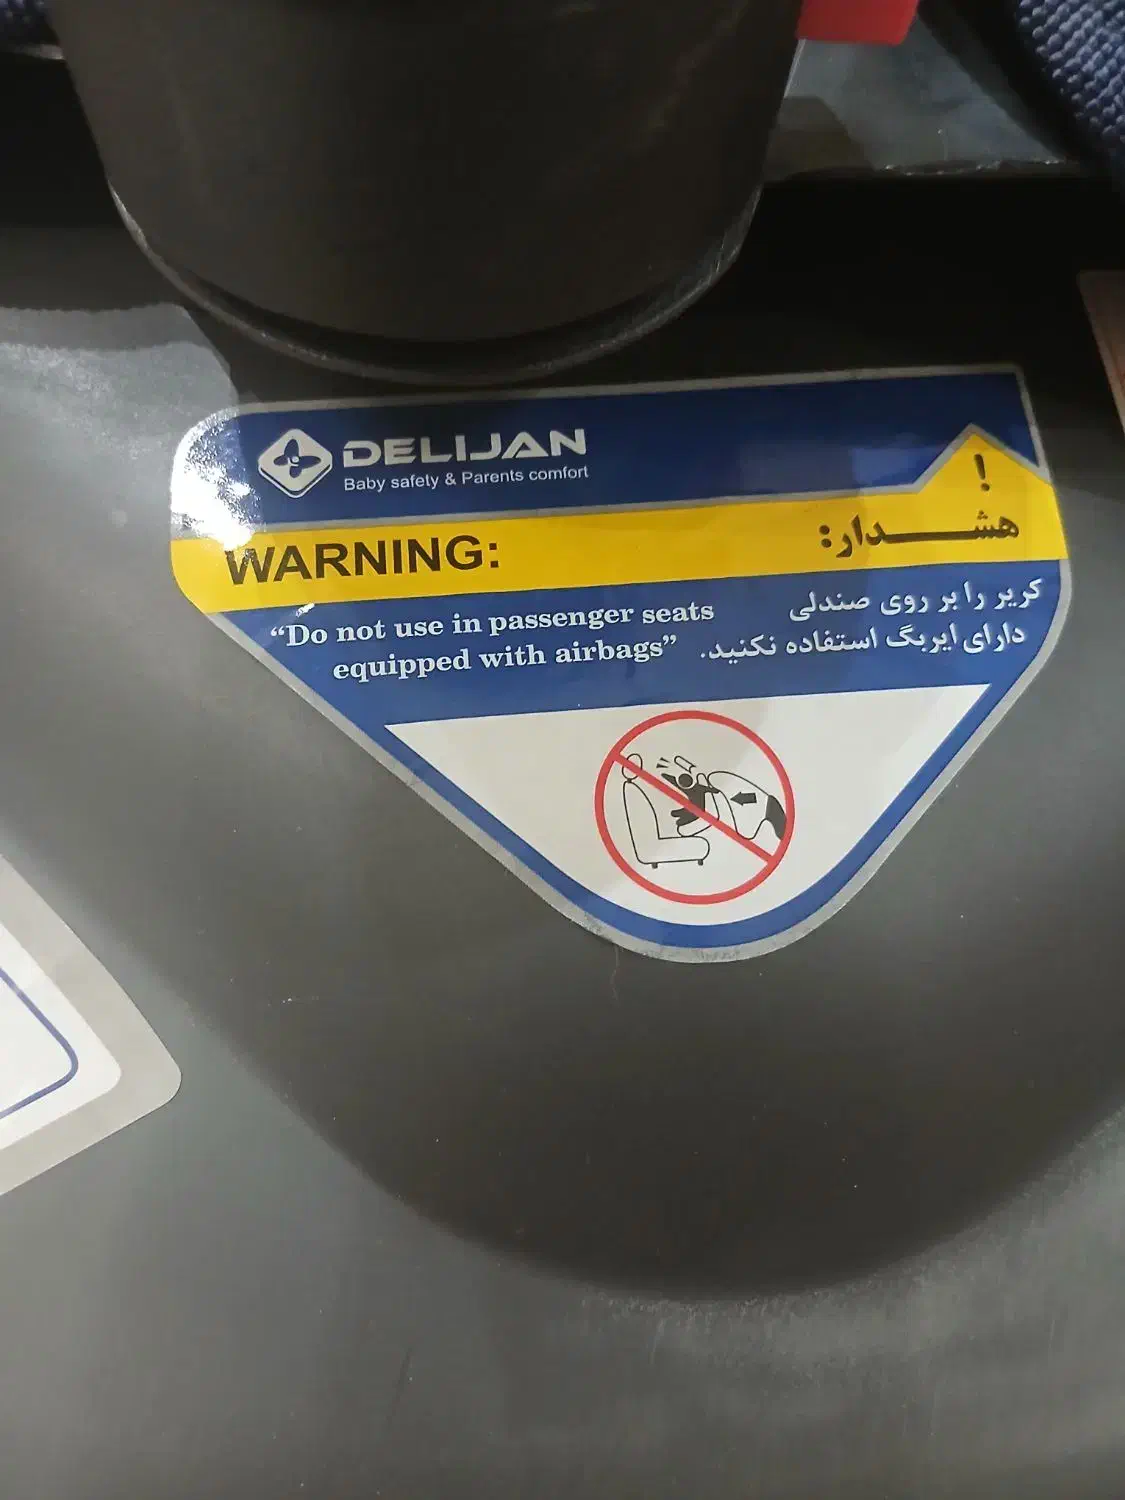 DELIJAN
Baby safety & Parents comfort
!
WARNING:
هشدار:
“Do not use in passenger seats
equipped with airbags”
کریر را بر روی صندلی
دارای ایربگ استفاده نکنید.